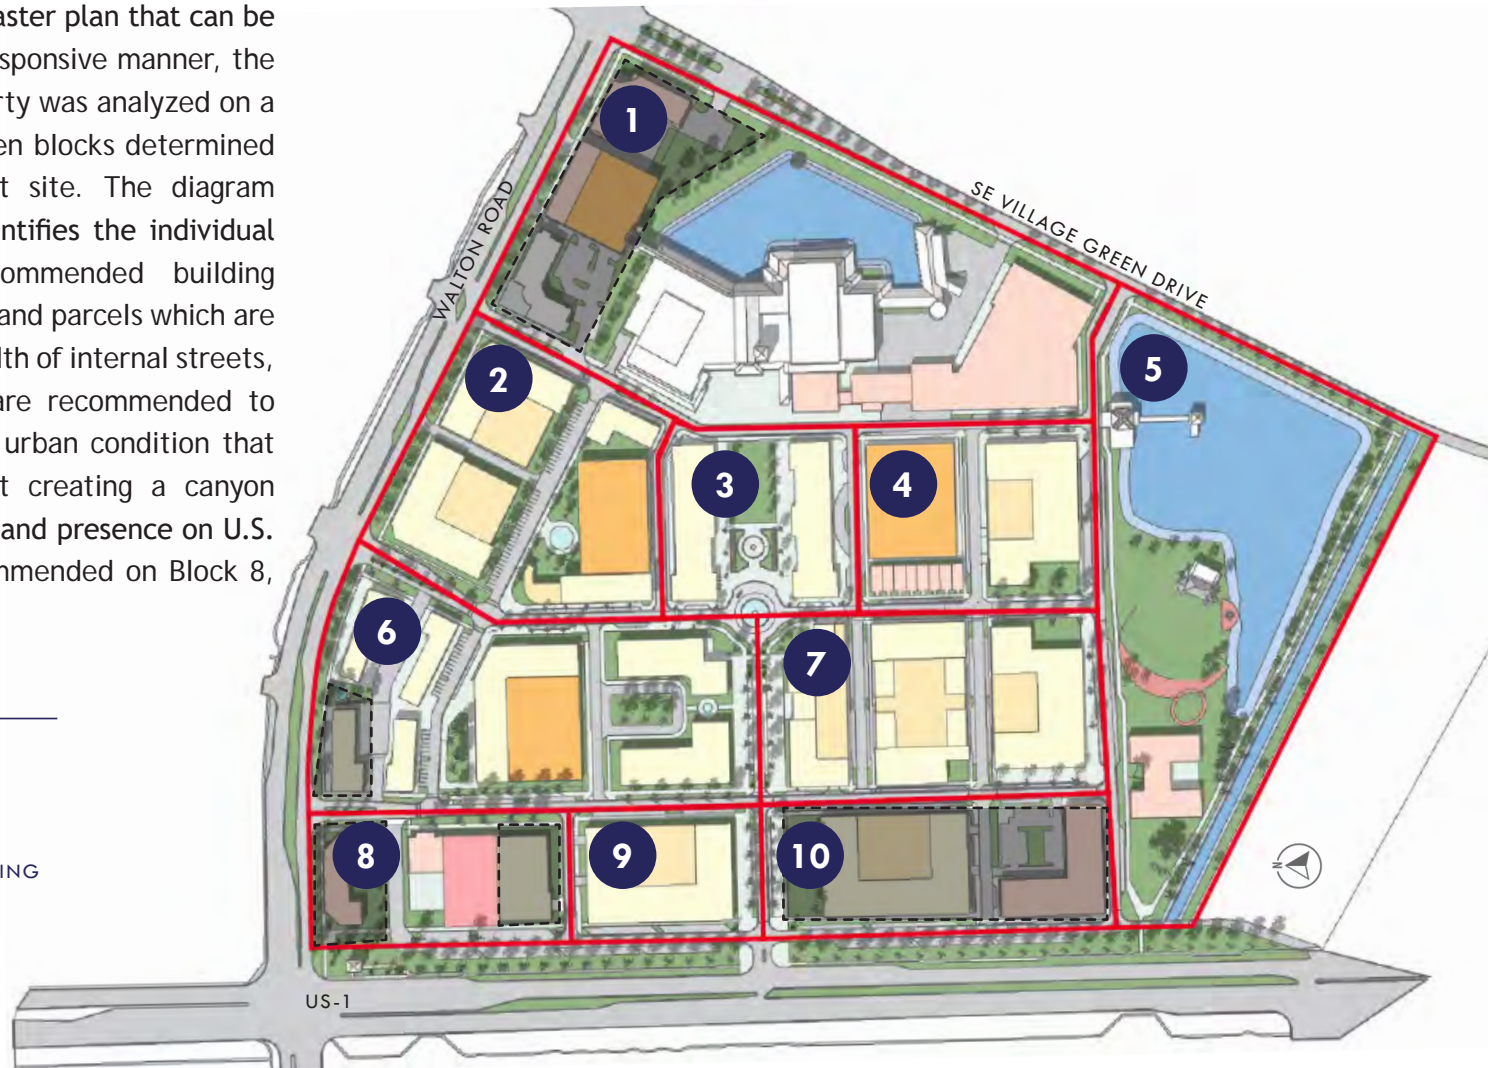 aster plan that can be
sponsive manner, the
rty was analyzed on a
en blocks determined
t site. The diagram
ntifies the individual
ommended building
and parcels which are
lth of internal streets,
are recommended to
urban condition that
t creating a canyon
and presence on U.S.
mmended on Block 8,
ING
WALTON ROAD
SE VILLAGE GREEN DRIVE
1
2
3
4
5
6
7
8
9
10
N
US-1